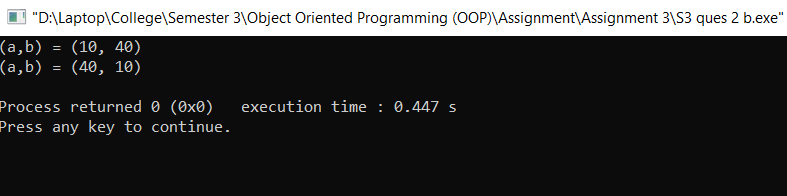 "D:\Laptop\College\Semester 3\Object Oriented Programming (OOP)\Assignment\Assignment 3\S3 ques 2 b.exe"
(a,b) = (10, 40)
(a,b) = (40, 10)
Process returned 0 (0x0)   execution time : 0.447 s
Press any key to continue.